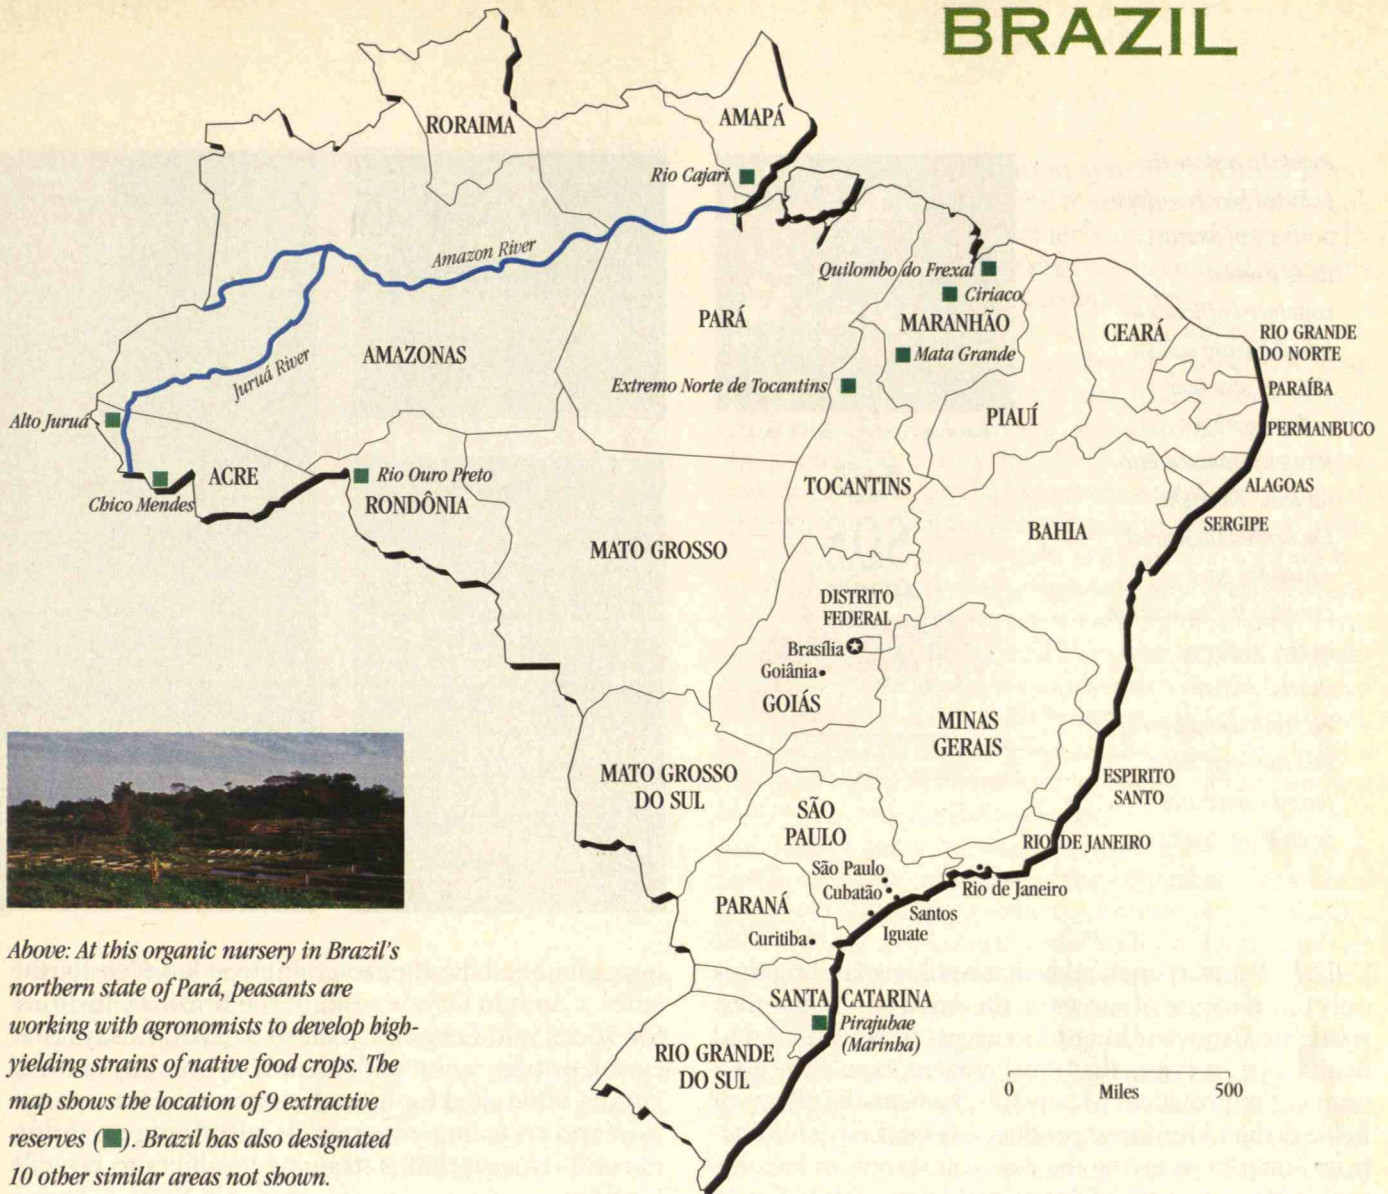 BRAZIL
RORAIMA
AMAPÁ
Rio Cajari
Amazon River
Quilombo do Frexal
Ciriaco
PARÁ
MARANHÃO
CEARÁ
RIO GRANDE
DO NORTE
AMAZONAS
Mata Grande
Juruá River
Extremo Norte de Tocantins
PARAÍBA
PIAUÍ
Alto Juruá
PERMANBUCO
ACRE
Rio Ouro Preto
TOCANTINS
ALAGOAS
Chico Mendes
RONDÔNIA
SERGIPE
BAHIA
MATO GROSSO
DISTRITO
FEDERAL
Brasília
Goiânia
GOIÁS
MINAS
GERAIS
MATO GROSSO
DO SUL
ESPIRITO
SANTO
SÃO
PAULO
RIO DE JANEIRO
São Paulo
Cubatão
Rio de Janeiro
PARANÁ
Santos
Iguate
Curitiba
SANTA CATARINA
Pirajubae
(Marinha)
RIO GRANDE
DO SUL
0 500
Miles
Above: At this organic nursery in Brazil's
northern state of Pará, peasants are
working with agronomists to develop high-
yielding strains of native food crops. The
map shows the location of 9 extractive
reserves (■). Brazil has also designated
10 other similar areas not shown.